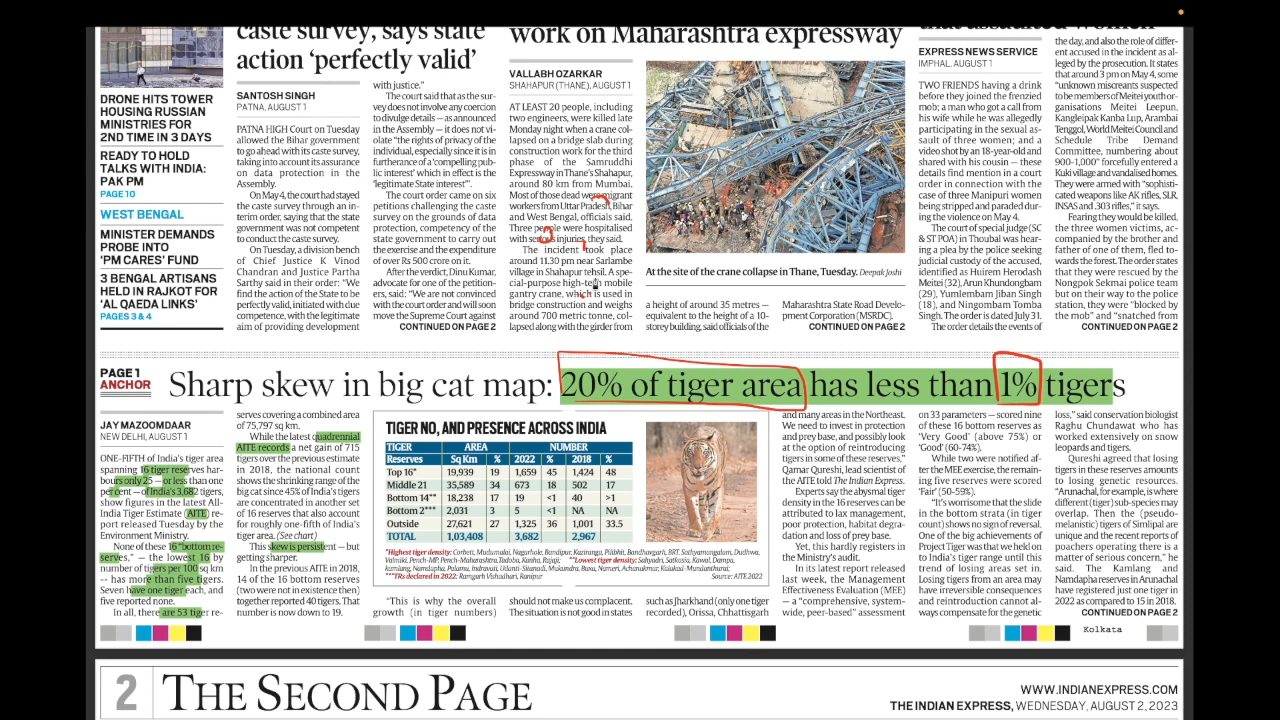 caste survey, says state
action ‘perfectly valid’
work on Maharashtra expressway
DRONE HITS TOWER
HOUSING RUSSIAN
MINISTRIES FOR
2ND TIME IN 3 DAYS
READY TO HOLD
TALKS WITH INDIA:
PAK PM
PAGE 10
WEST BENGAL
MINISTER DEMANDS
PROBE INTO
‘PM CARES’ FUND
3 BENGAL ARTISANS
HELD IN RAJKOT FOR
‘AL QAEDA LINKS’
PAGES 3 & 4
SANTOSH SINGH
PATNA, AUGUST 1
PATNA HIGH Court on Tuesday
allowed the Bihar government
to go ahead with its caste survey,
taking into account its assurance
on data protection in the
Assembly.
On May 4, the court had stayed
the caste survey through an in-
terim order, saying that the state
government was not competent
to conduct the caste survey.
On Tuesday, a division bench
of Chief Justice K Vinod
Chandran and Justice Partha
Sarthy said in their order: “We
find the action of the State to be
perfectly valid, initiated with due
competence, with the legitimate
aim of providing development
with justice.”
The court said that as the sur-
vey does not involve any coercion
to divulge details — as announced
in the Assembly — it does not vi-
olate “the rights of privacy of the
individual, especially since it is in
furtherance of a ‘compelling pub-
lic interest’ which in effect is the
‘legitimate State interest’”.
The court order came on six
petitions challenging the caste
survey on the grounds of data
protection, competency of the
state government to carry out
the exercise and the expenditure
of over Rs 500 crore on it.
After the verdict, Dinu Kumar,
advocate for one of the petition-
ers, said: “We are not convinced
with the court order and will soon
move the Supreme Court against
CONTINUED ON PAGE 2
VALLABH OZARKAR
SHAHAPUR (THANE), AUGUST 1
AT LEAST 20 people, including
two engineers, were killed late
Monday night when a crane col-
lapsed on a bridge slab during
construction work for the third
phase of the Samruddhi
Expressway in Thane’s Shahapur,
around 80 km from Mumbai.
Most of those dead were migrant
workers from Uttar Pradesh, Bihar
and West Bengal, officials said.
Three people were hospitalised
with serious injuries, they said.
The incident took place
around 11.30 pm near Sarlambe
village in Shahapur tehsil. A spe-
cial-purpose high-tech mobile
gantry crane, which is used in
bridge construction and weighs
around 700 metric tonne, col-
lapsed along with the girder from
At the site of the crane collapse in Thane, Tuesday. Deepak Joshi
a height of around 35 metres —
equivalent to the height of a 10-
storey building, said officials of the
Maharashtra State Road Develo-
pment Corporation (MSRDC).
CONTINUED ON PAGE 2
EXPRESS NEWS SERVICE
IMPHAL, AUGUST 1
TWO FRIENDS having a drink
before they joined the frenzied
mob; a man who got a call from
his wife while he was allegedly
participating in the sexual as-
sault of three women; and a
video shot by an 18-year-old and
shared with his cousin — these
details find mention in a court
order in connection with the
case of three Manipuri women
being stripped and paraded dur-
ing the violence on May 4.
The court of special judge (SC
& ST POA) in Thoubal was hear-
ing a plea by the police seeking
judicial custody of the accused,
identified as Huirem Herodash
Meitei (32), Arun Khundongbam
(29), Yumlembam Jiban Singh
(18), and Ningombam Tomba
Singh. The order is dated July 31.
The order details the events of
the day, and also the role of differ-
ent accused in the incident as al-
leged by the prosecution. It states
that around 3 pm on May 4, some
“unknown miscreants suspected
to be members of Meitei youth or-
ganisations Meitei Leepun,
Kangleipak Kanba Lup, Arambai
Tenggol, World Meitei Council and
Schedule Tribe Demand
Committee, numbering about
900-1,000” forcefully entered a
Kuki village and vandalised homes.
They were armed with “sophisti-
cated weapons like AK rifles, SLR,
INSAS and .303 rifles,” it says.
Fearing they would be killed,
the three women victims, ac-
companied by the brother and
father of one of them, fled to-
wards the forest. The order states
that they were rescued by the
Nongpok Sekmai police team
but on their way to the police
station, they were “blocked by
the mob” and “snatched from
CONTINUED ON PAGE 2
PAGE 1
ANCHOR
Sharp skew in big cat map: 20% of tiger area has less than 1% tigers
JAY MAZOOMDAAR
NEW DELHI, AUGUST 1
ONE-FIFTH OF India’s tiger area
spanning 16 tiger reserves har-
bours only 25 — or less than one
per cent — of India’s 3,682 tigers,
show figures in the latest All-
India Tiger Estimate (AITE) re-
port released Tuesday by the
Environment Ministry.
None of these 16 “bottom re-
serves,” — the lowest 16 by
number of tigers per 100 sq km
-- has more than five tigers.
Seven have one tiger each, and
five reported none.
In all, there are 53 tiger re-
serves covering a combined area
of 75,797 sq km.
While the latest quadrennial
AITE records a net gain of 715
tigers over the previous estimate
in 2018, the national count
shows the shrinking range of the
big cat since 45% of India’s tigers
are concentrated in another set
of 16 reserves that also account
for roughly one-fifth of India’s
tiger area. (See chart)
This skew is persistent — but
getting sharper.
In the previous AITE in 2018,
14 of the 16 bottom reserves
(two were not in existence then)
together reported 40 tigers. That
number is now down to 19.
TIGER NO, AND PRESENCE ACROSS INDIA
TIGER AREA NUMBER
Reserves Sq Km % 2022 % 2018 %
Top 16* 19,939 19 1,659 45 1,424 48
Middle 21 35,589 34 673 18 502 17
Bottom 14** 18,238 17 19 <1 40 >1
Bottom 2*** 2,031 3 5 <1 NA NA
Outside 27,621 27 1,325 36 1,001 33.5
TOTAL 1,03,408 3,682 2,967
*Highest tiger density: Corbett, Mudumalai, Nagarhole, Bandipur, Kaziranga, Pilibhit, Bandhavgarh, BRT, Sathyamangalam, Dudhwa,
Valmiki, Pench-MP, Pench-Maharashtra, Tadoba, Kanha, Rajaji; **Lowest tiger density: Sahyadri, Satkosia, Kawal, Dampa,
Kamlang, Namdapha, Palamu, Indravati, Udanti-Sitanadi, Mukundra, Buxa, Nameri, Achanakmar, Kalakad-Mundanthurai;
***TRs declared in 2022: Ramgarh Vishadhari, Ranipur Source: AITE 2022
“This is why the overall
growth (in tiger numbers)
should not make us complacent.
The situation is not good in states
such as Jharkhand (only one tiger
recorded), Orissa, Chhattisgarh
and many areas in the Northeast.
We need to invest in protection
and prey base, and possibly look
at the option of reintroducing
tigers in some of these reserves,”
Qamar Qureshi, lead scientist of
the AITE told The Indian Express.
Experts say the abysmal tiger
density in the 16 reserves can be
attributed to lax management,
poor protection, habitat degra-
dation and loss of prey base.
Yet, this hardly registers in
the Ministry’s audit.
In its latest report released
last week, the Management
Effectiveness Evaluation (MEE)
— a “comprehensive, system-
wide, peer-based” assessment
on 33 parameters — scored nine
of these 16 bottom reserves as
‘Very Good’ (above 75%) or
‘Good’ (60-74%).
While two were notified af-
ter the MEE exercise, the remain-
ing five reserves were scored
‘Fair’ (50-59%).
“It’s worrisome that the slide
in the bottom strata (in tiger
count) shows no sign of reversal.
One of the big achievements of
Project Tiger was that we held on
to India’s tiger range until this
trend of losing areas set in.
Losing tigers from an area may
have irreversible consequences
and reintroduction cannot al-
ways compensate for the genetic
loss,” said conservation biologist
Raghu Chundawat who has
worked extensively on snow
leopards and tigers.
Qureshi agreed that losing
tigers in these reserves amounts
to losing genetic resources.
“Arunachal, for example, is where
different (tiger) sub-species may
overlap. Then the (pseudo-
melanistic) tigers of Simlipal are
unique and the recent reports of
poachers operating there is a
matter of serious concern,” he
said. The Kamlang and
Namdapha reserves in Arunachal
have registered just one tiger in
2022 as compared to 15 in 2018.
CONTINUED ON PAGE 2
Kolkata
2 THE SECOND PAGE
WWW.INDIANEXPRESS.COM
THE INDIAN EXPRESS, WEDNESDAY, AUGUST 2, 2023